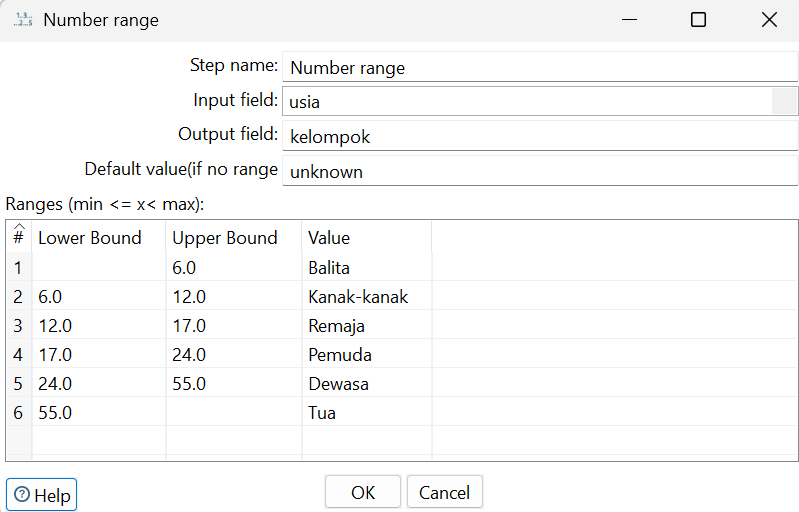 Number range
Step name: Number range
Input field: usia
Output field: kelompok
Default value(if no range unknown
Ranges (min <= x< max):
# Lower Bound Upper Bound Value
1 6.0 Balita
2 6.0 12.0 Kanak-kanak
3 12.0 17.0 Remaja
4 17.0 24.0 Pemuda
5 24.0 55.0 Dewasa
6 55.0 Tua
Help OK Cancel